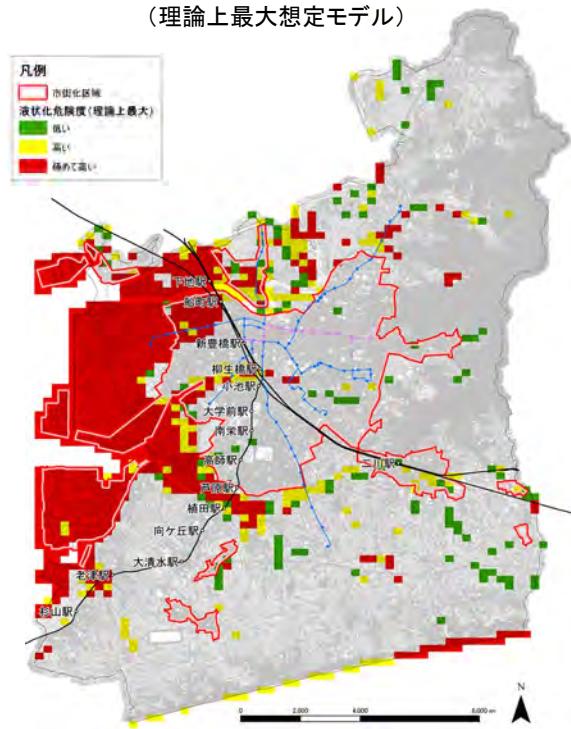 (理論上最大想定モデル)
凡例
市街化区域
液状化危険度(理論上最大)
低い
高い
極めて高い
下地駅
船町駅
新豊橋駅
柳生橋駅
小池駅
大学前駅
南栄駅
高師駅
二川駅
芦原駅
植田駅
向ケ丘駅
大清水駅
老津駅
杉山駅
N
0 2,000 4,000